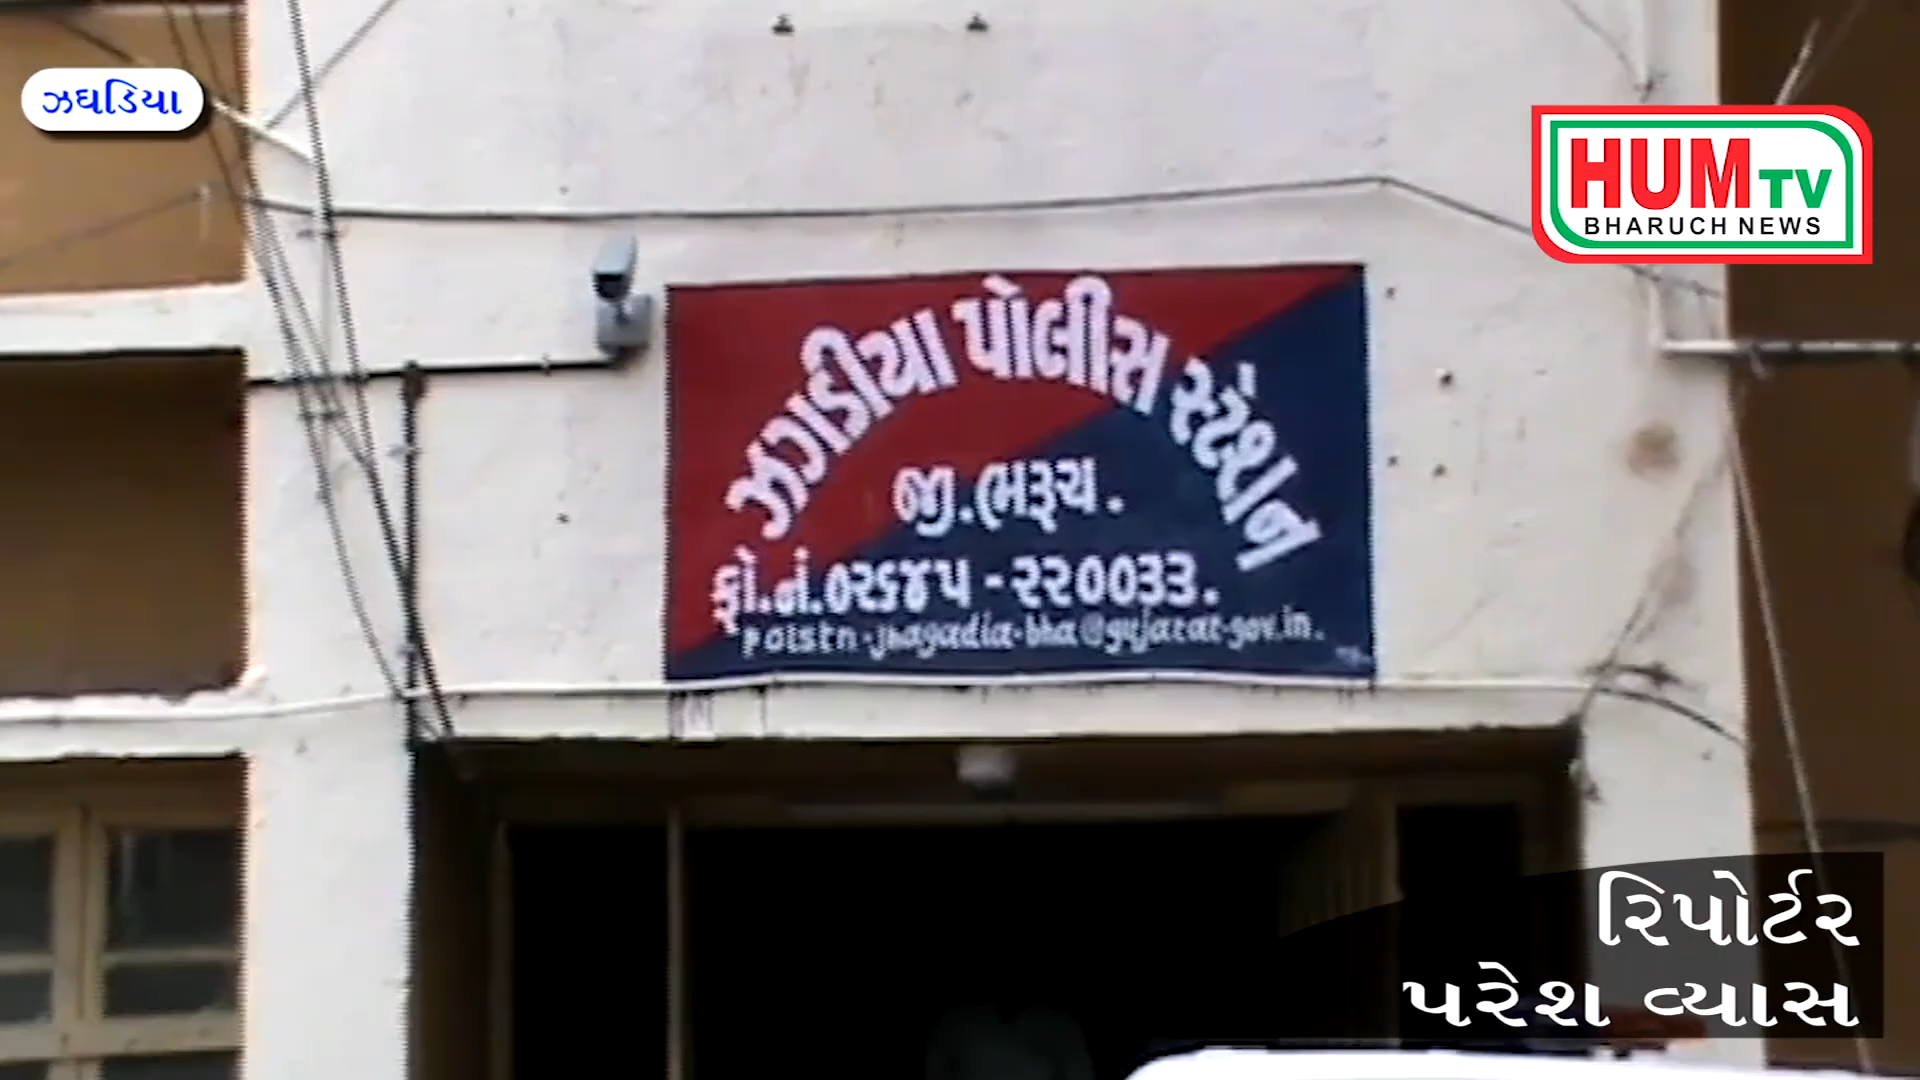 ઝઘડિયા
HUM TV
BHARUCH NEWS
ઝગડીયા પોલીસ સ્ટેશન
જી.ભરૂચ.
ફો.નં.૦૨૬૪૫-૨૨૦૦૩૩.
polstn-jhagadia-bha@gujarat.gov.in.
રિપોર્ટર
પરેશ વ્યાસ